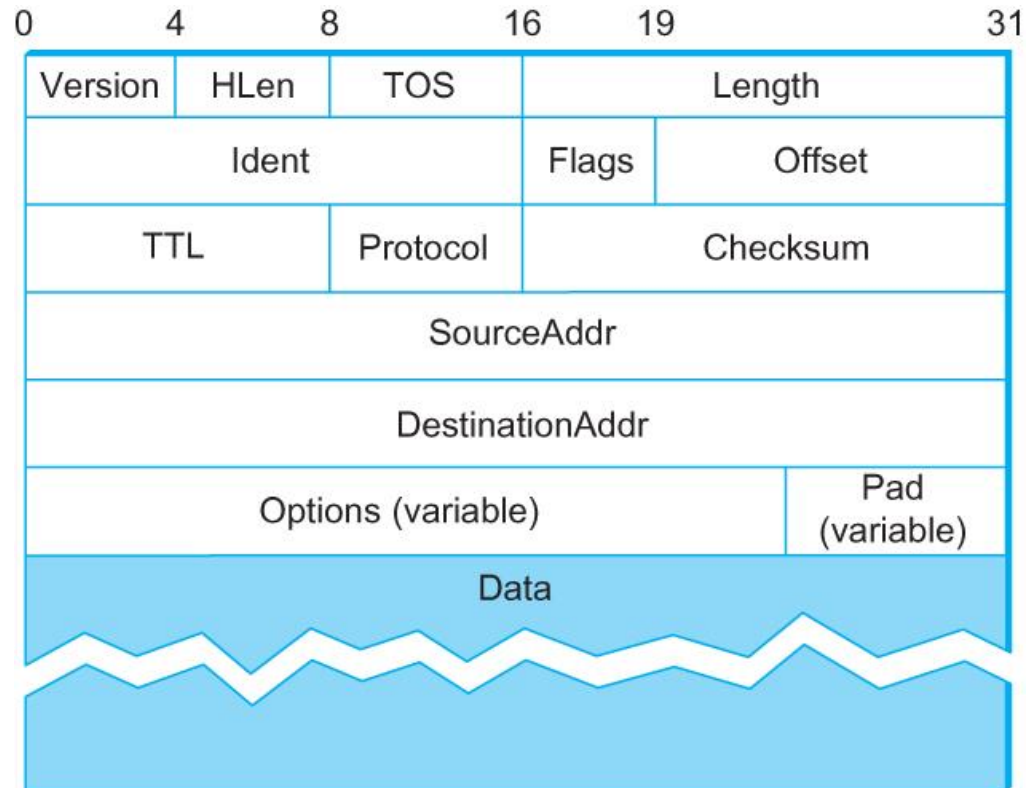 0 4 8 16 19 31
Version HLen TOS Length
Ident Flags Offset
TTL Protocol Checksum
SourceAddr
DestinationAddr
Options (variable) Pad
(variable)
Data